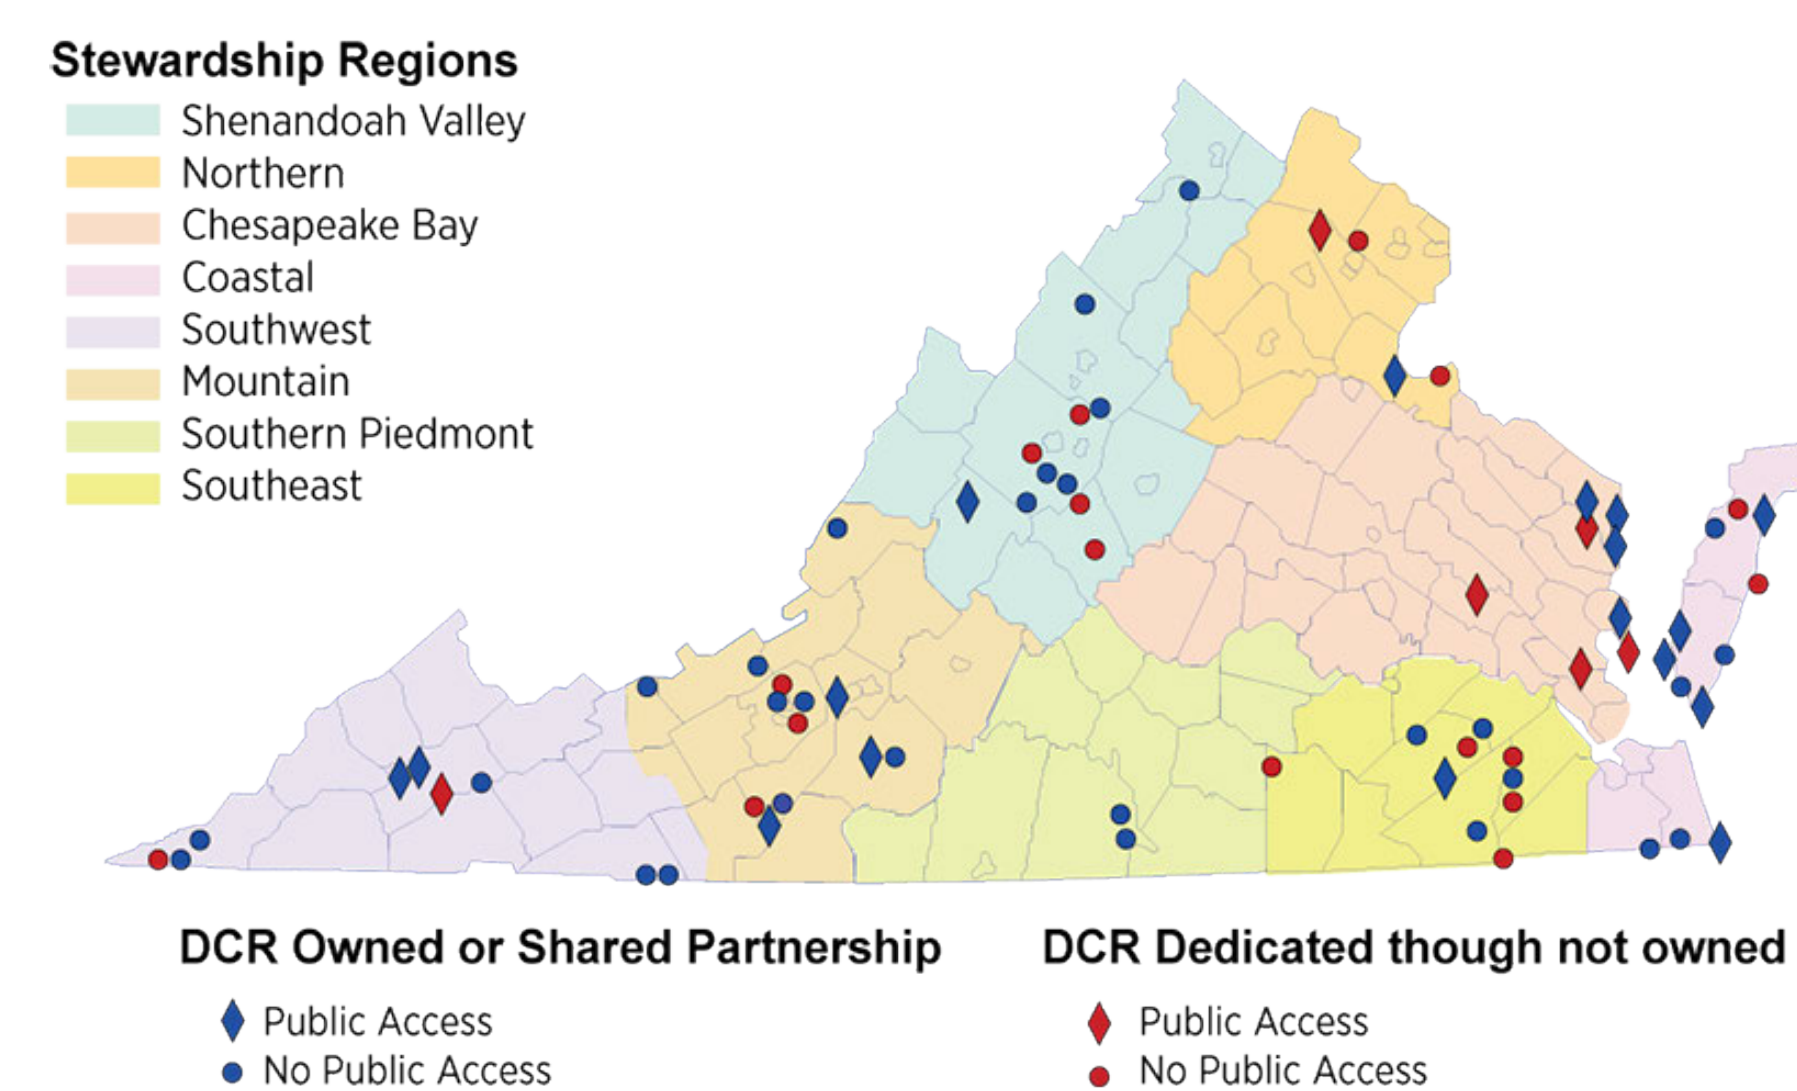 Stewardship Regions
Shenandoah Valley
Northern
Chesapeake Bay
Coastal
Southwest
Mountain
Southern Piedmont
Southeast
DCR Owned or Shared Partnership
Public Access
No Public Access
DCR Dedicated though not owned
Public Access
No Public Access